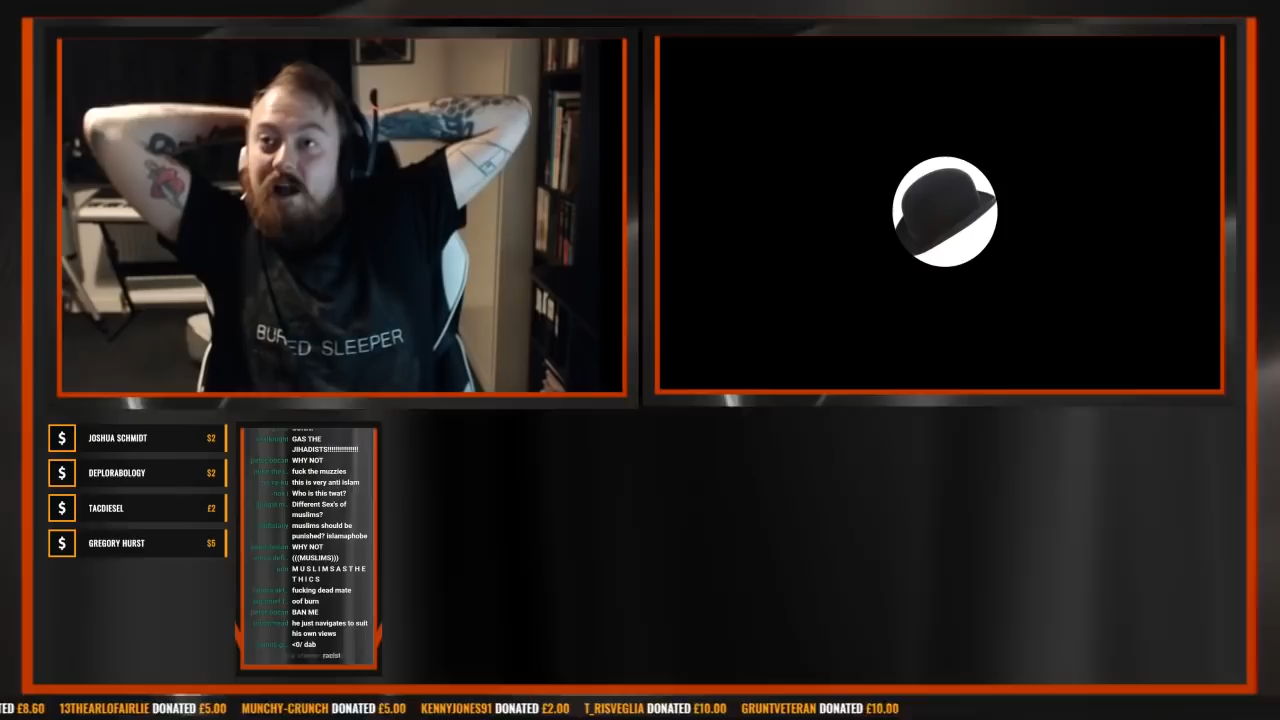 BURIED SLEEPER
$ JOSHUA SCHMIDT $2
$ DEPLORABOLOGY $2
$ TACDIESEL £2
$ GREGORY HURST $5
GAS THE
JIHADISTS!!!!!!!!!!!!!!!!
WHY NOT
fuck the muzzies
this is very anti islam
Who is this twat?
Different Sex's of
muslims?
muslims should be
punished? islamaphobe
WHY NOT
(((MUSLIMS)))
M U S L I M S A S T H E
T H I C S
fucking dead mate
oof burn
BAN ME
he just navigates to suit
his own views
<0/ dab
racist
£8.60 13THEARLOFAIRLIE DONATED £5.00 MUNCHY-CRUNCH DONATED £5.00 KENNYJONES91 DONATED £2.00 T_RISVEGLIA DONATED £10.00 GRUNTVETERAN DONATED £10.00